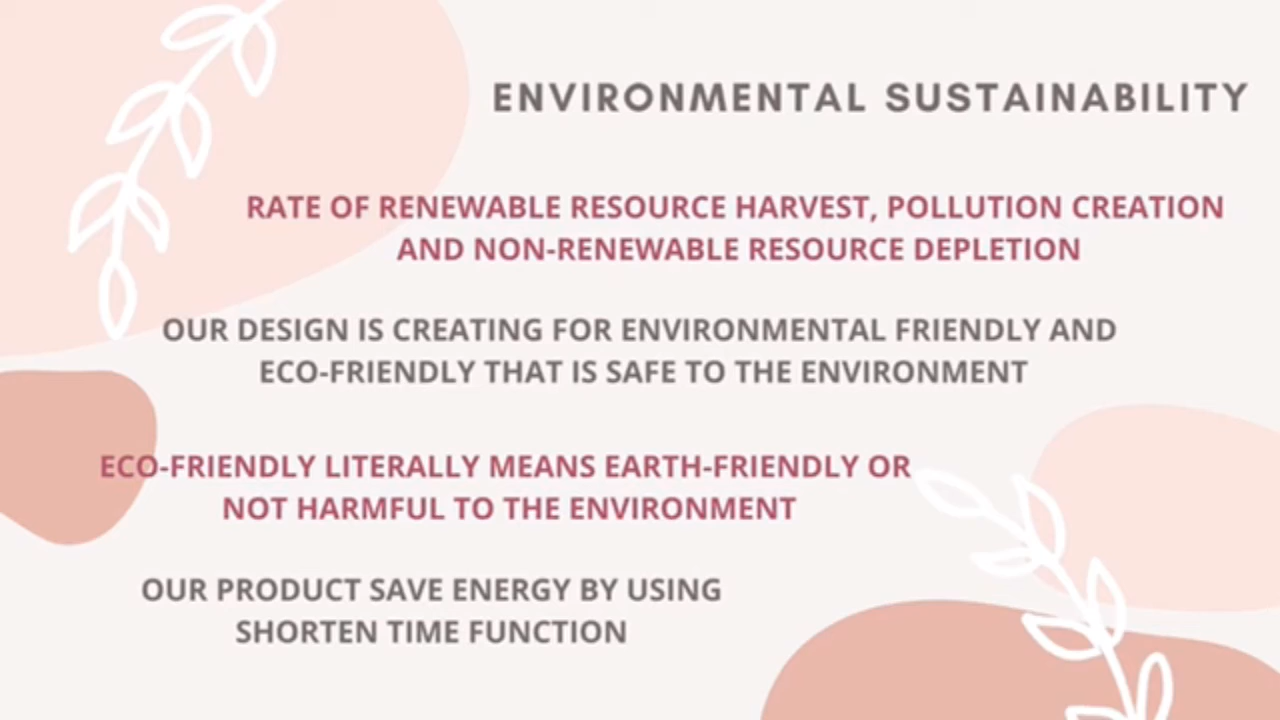 ENVIRONMENTAL SUSTAINABILITY
RATE OF RENEWABLE RESOURCE HARVEST, POLLUTION CREATION
AND NON-RENEWABLE RESOURCE DEPLETION
OUR DESIGN IS CREATING FOR ENVIRONMENTAL FRIENDLY AND
ECO-FRIENDLY THAT IS SAFE TO THE ENVIRONMENT
ECO-FRIENDLY LITERALLY MEANS EARTH-FRIENDLY OR
NOT HARMFUL TO THE ENVIRONMENT
OUR PRODUCT SAVE ENERGY BY USING
SHORTEN TIME FUNCTION